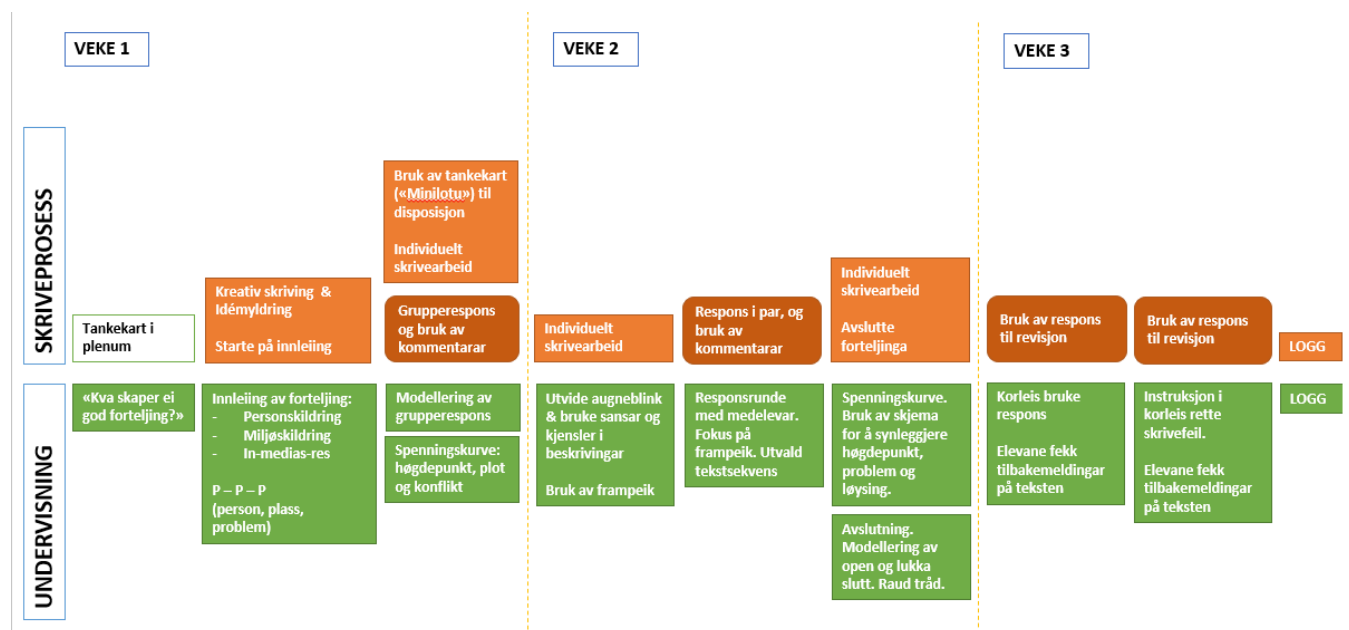 VEKE 1
VEKE 2
VEKE 3
SKRIVEPROSESS
Tankekart i
plenum
Kreativ skriving &
Idémyldring
Starte på innleiing
Bruk av tankekart
(«Minilotu») til
disposisjon
Individuelt
skrivearbeid
Grupperespons
og bruk av
kommentarar
Individuelt
skrivearbeid
Respons i par, og
bruk av
kommentarar
Individuelt
skrivearbeid
Avslutte
forteljinga
Bruk av respons
til revisjon
Bruk av respons
til revisjon
LOGG
UNDERVISNING
«Kva skaper ei
god forteljing?»
Innleiing av forteljing:
- Personskildring
- Miljøskildring
- In-medias-res
P – P – P
(person, plass,
problem)
Modellering av
grupperespons
Spenningskurve:
høgdepunkt, plot
og konflikt
Utvide augneblink
& bruke sansar og
kjensler i
beskrivingar
Bruk av frampeik
Responsrunde
med medelevar.
Fokus på
frampeik. Utvald
tekstsekvens
Spenningskurve.
Bruk av skjema
for å synleggjere
høgdepunkt,
problem og
løysing.
Avslutning.
Modellering av
open og lukka
slutt. Raud tråd.
Korleis bruke
respons
Elevane fekk
tilbakemeldingar
på teksten
Instruksjon i
korleis rette
skrivefeil.
Elevane fekk
tilbakemeldingar
på teksten
LOGG